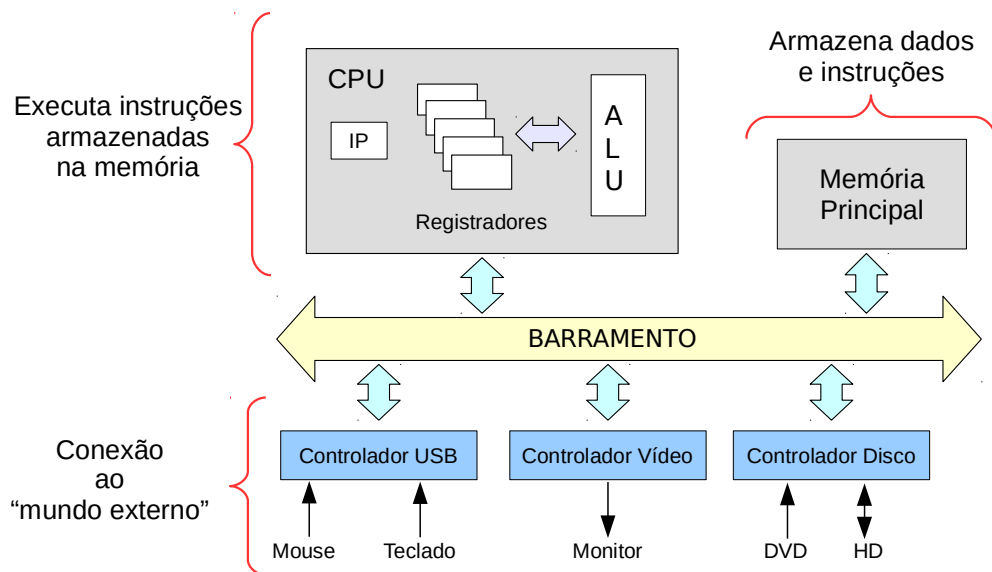 Armazena dados
e instruções
Executa instruções
armazenadas
na memória
CPU
IP
A
L
U
Registradores
Memória
Principal
BARRAMENTO
Conexão
ao
“mundo externo”
Controlador USB
Controlador Vídeo
Controlador Disco
Mouse
Teclado
Monitor
DVD
HD